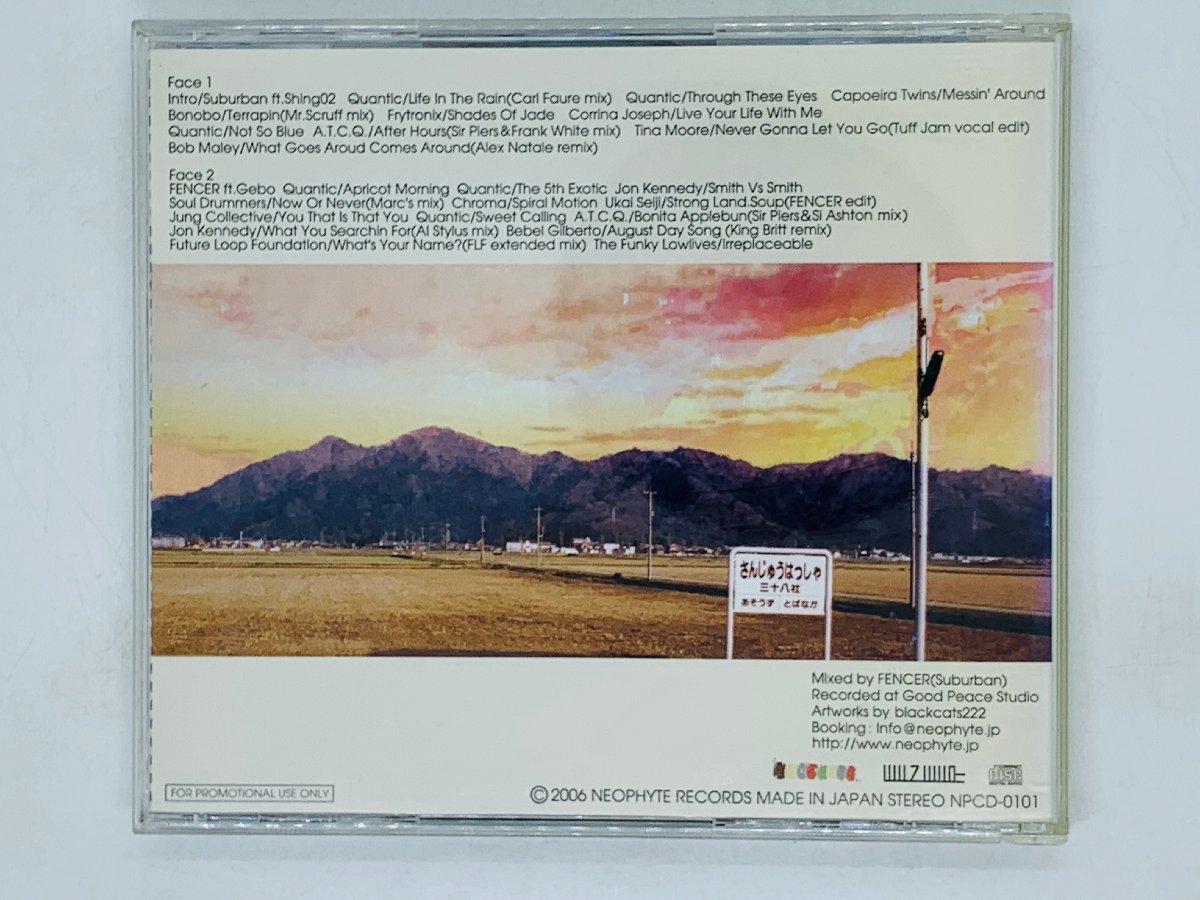 Face 1
Intro/Suburban ft.Shing02 Quantic/Life In The Rain(Carl Faure mix) Quantic/Through These Eyes Capoeira Twins/Messin' Around
Bonobo/Terrapin(Mr.Scruff mix) Frytronix/Shades Of Jade Corrina Joseph/Live Your Life With Me
Quantic/Not So Blue A.T.C.Q./After Hours(Sir Piers&Frank White mix) Tina Moore/Never Gonna Let You Go(Tuff Jam vocal edit)
Bob Maley/What Goes Aroud Comes Around(Alex Natale remix)
Face 2
FENCER ft.Gebo Quantic/Apricot Morning Quantic/The 5th Exotic Jon Kennedy/Smith Vs Smith
Soul Drummers/Now Or Never(Marc's mix) Chroma/Spiral Motion Ukai Seiji/Strong Land.Soup(FENCER edit)
Jung Collective/You That Is That You Quantic/Sweet Calling A.T.C.Q./Bonita Applebun(Sir Piers&Si Ashton mix)
Jon Kennedy/What You Searchin For(Al Stylus mix) Bebel Gilberto/August Day Song (King Britt remix)
Future Loop Foundation/What's Your Name?(FLF extended mix) The Funky Lowlives/Irreplaceable
さんじゅうはっしゃ
三十八社
あそうず とばなか
Mixed by FENCER(Suburban)
Recorded at Good Peace Studio
Artworks by blackcats222
Booking : Info@neophyte.jp
http://www.neophyte.jp
FOR PROMOTIONAL USE ONLY
©2006 NEOPHYTE RECORDS MADE IN JAPAN STEREO NPCD-0101